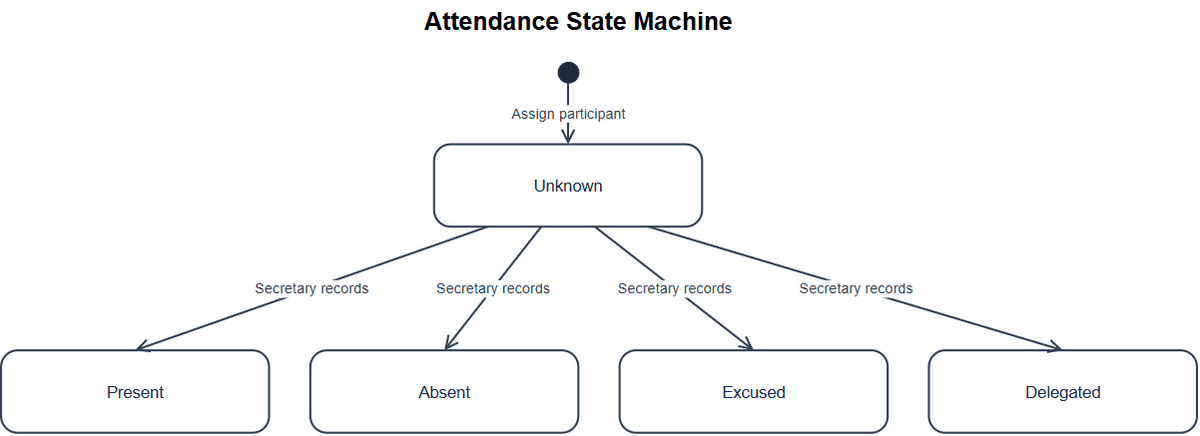 Attendance State Machine
Assign participant
Unknown
Secretary records
Secretary records
Secretary records
Secretary records
Present
Absent
Excused
Delegated